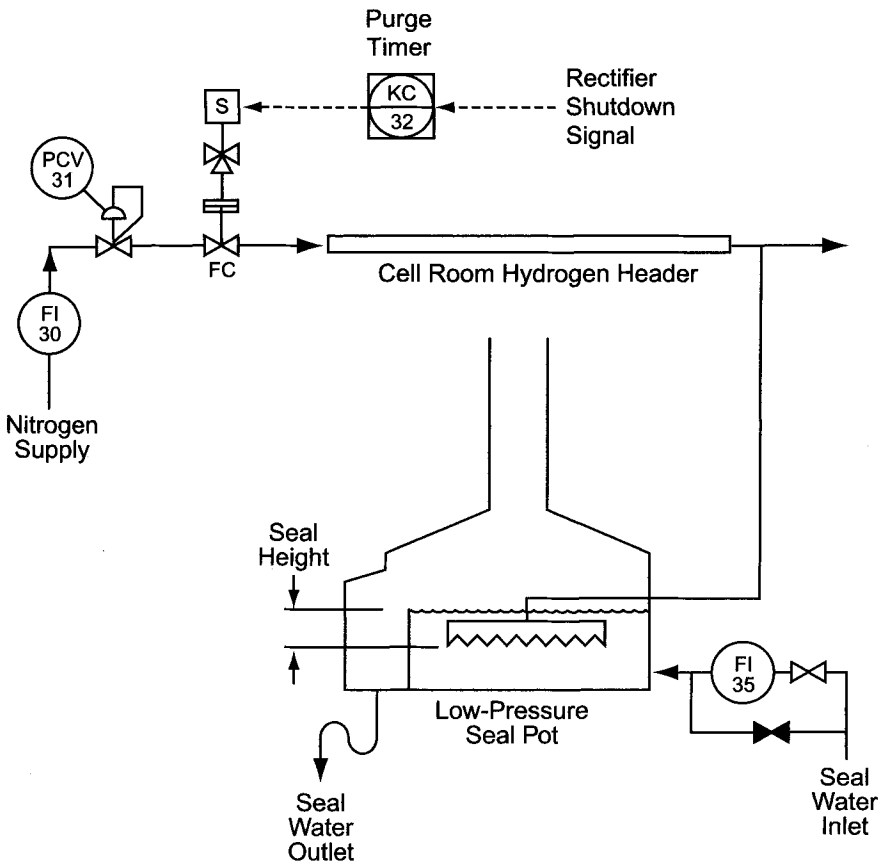 Purge
Timer
S
KC
32
Rectifier
Shutdown
Signal
PCV
31
FC
Cell Room Hydrogen Header
FI
30
Nitrogen
Supply
Seal
Height
FI
35
Low-Pressure
Seal Pot
Seal
Water
Inlet
Seal
Water
Outlet